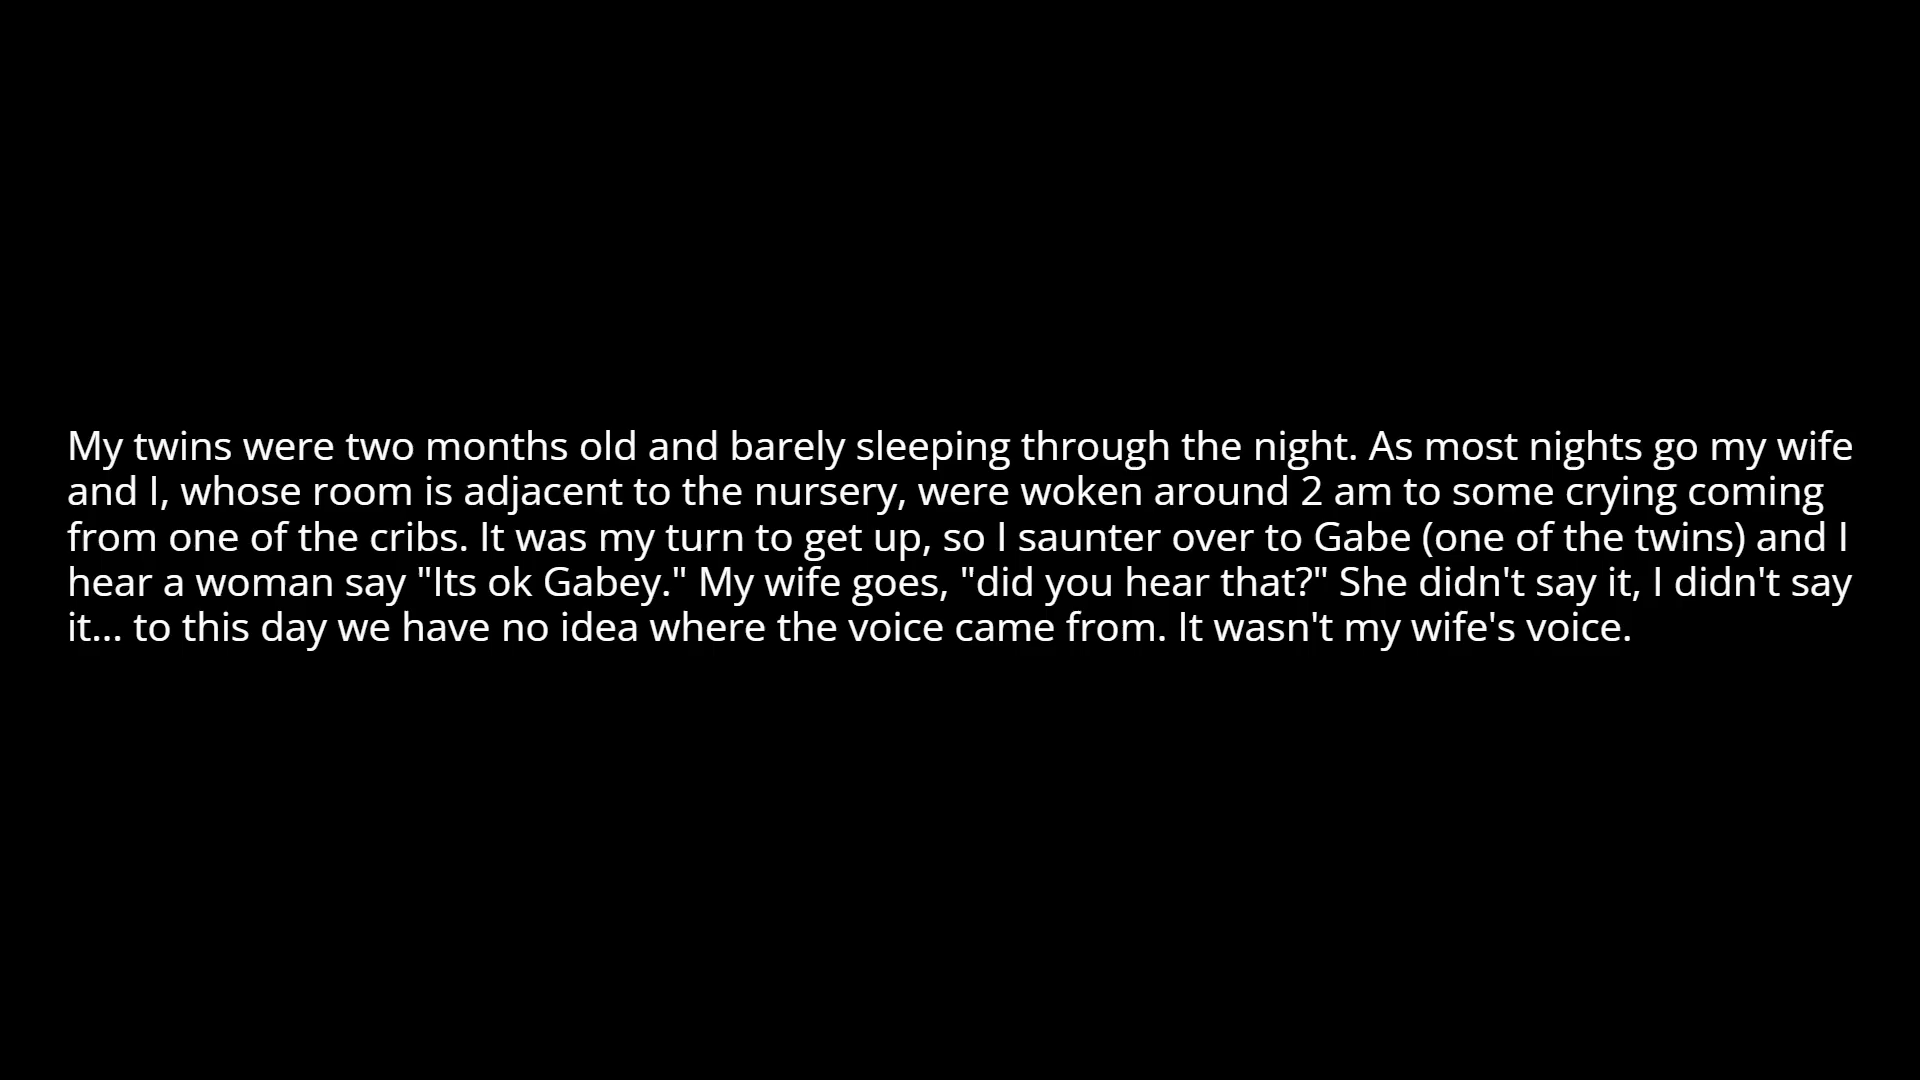 My twins were two months old and barely sleeping through the night. As most nights go my wife
and I, whose room is adjacent to the nursery, were woken around 2 am to some crying coming
from one of the cribs. It was my turn to get up, so I saunter over to Gabe (one of the twins) and I
hear a woman say "Its ok Gabey." My wife goes, "did you hear that?" She didn't say it, I didn't say
it... to this day we have no idea where the voice came from. It wasn't my wife's voice.